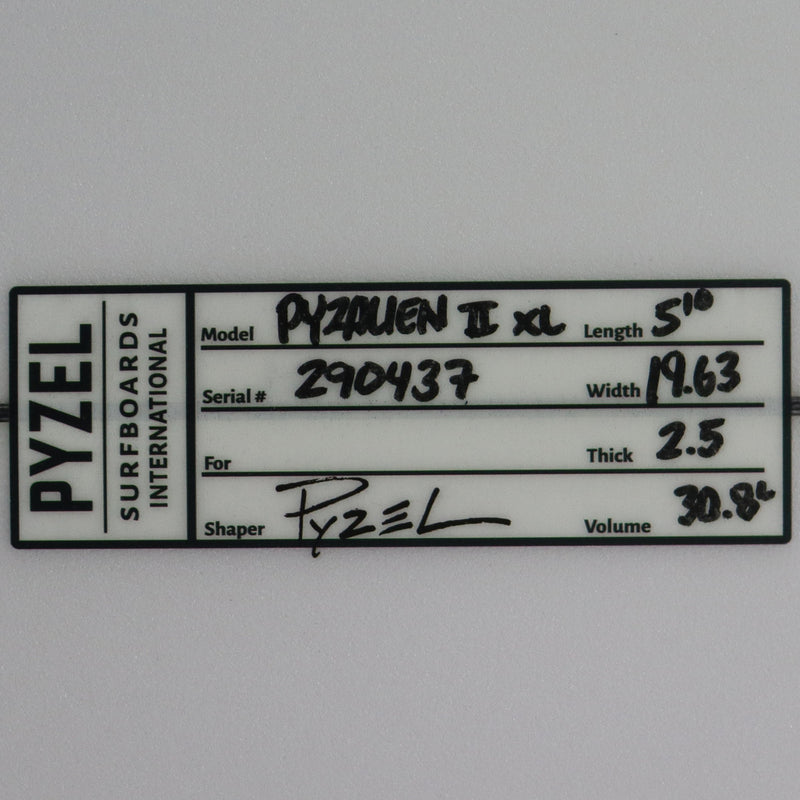 PYZEL
SURFBOARDS
INTERNATIONAL
Model PYZALIEN II XL Length 5'10
Serial # 290437 Width 19.63
For Thick 2.5
Shaper PYZEL Volume 30.8L